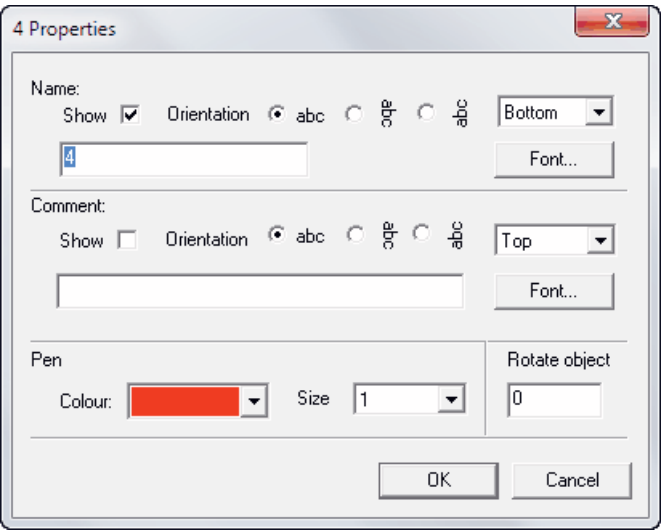 4 Properties
Name:
Show Orientation abc abc abc Bottom
4 Font...
Comment:
Show Orientation abc abc abc Top
Font...
Pen Rotate object
Colour: Size 1 0
OK Cancel